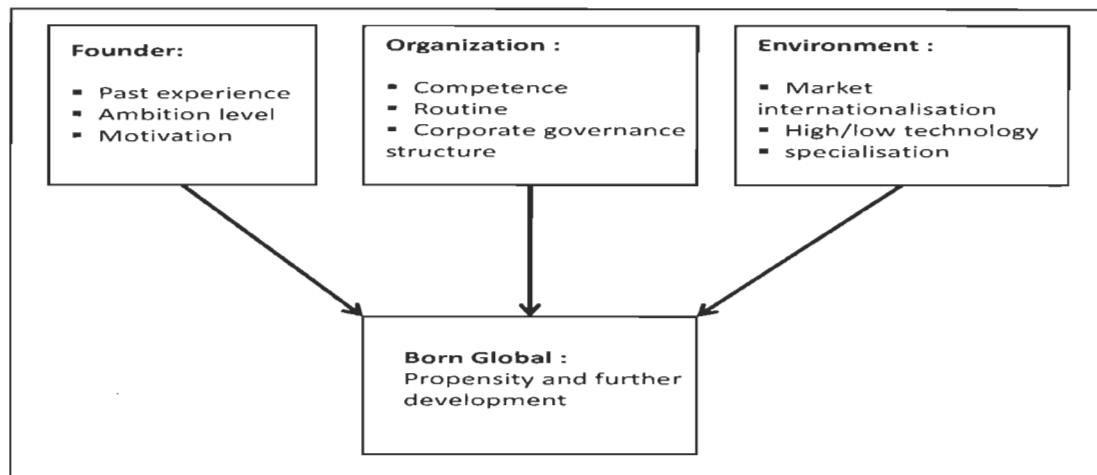 Founder:
▪ Past experience
▪ Ambition level
▪ Motivation
Organization :
▪ Competence
▪ Routine
▪ Corporate governance
structure
Environment :
▪ Market
internationalisation
▪ High/low technology
▪ specialisation
Born Global :
Propensity and further
development